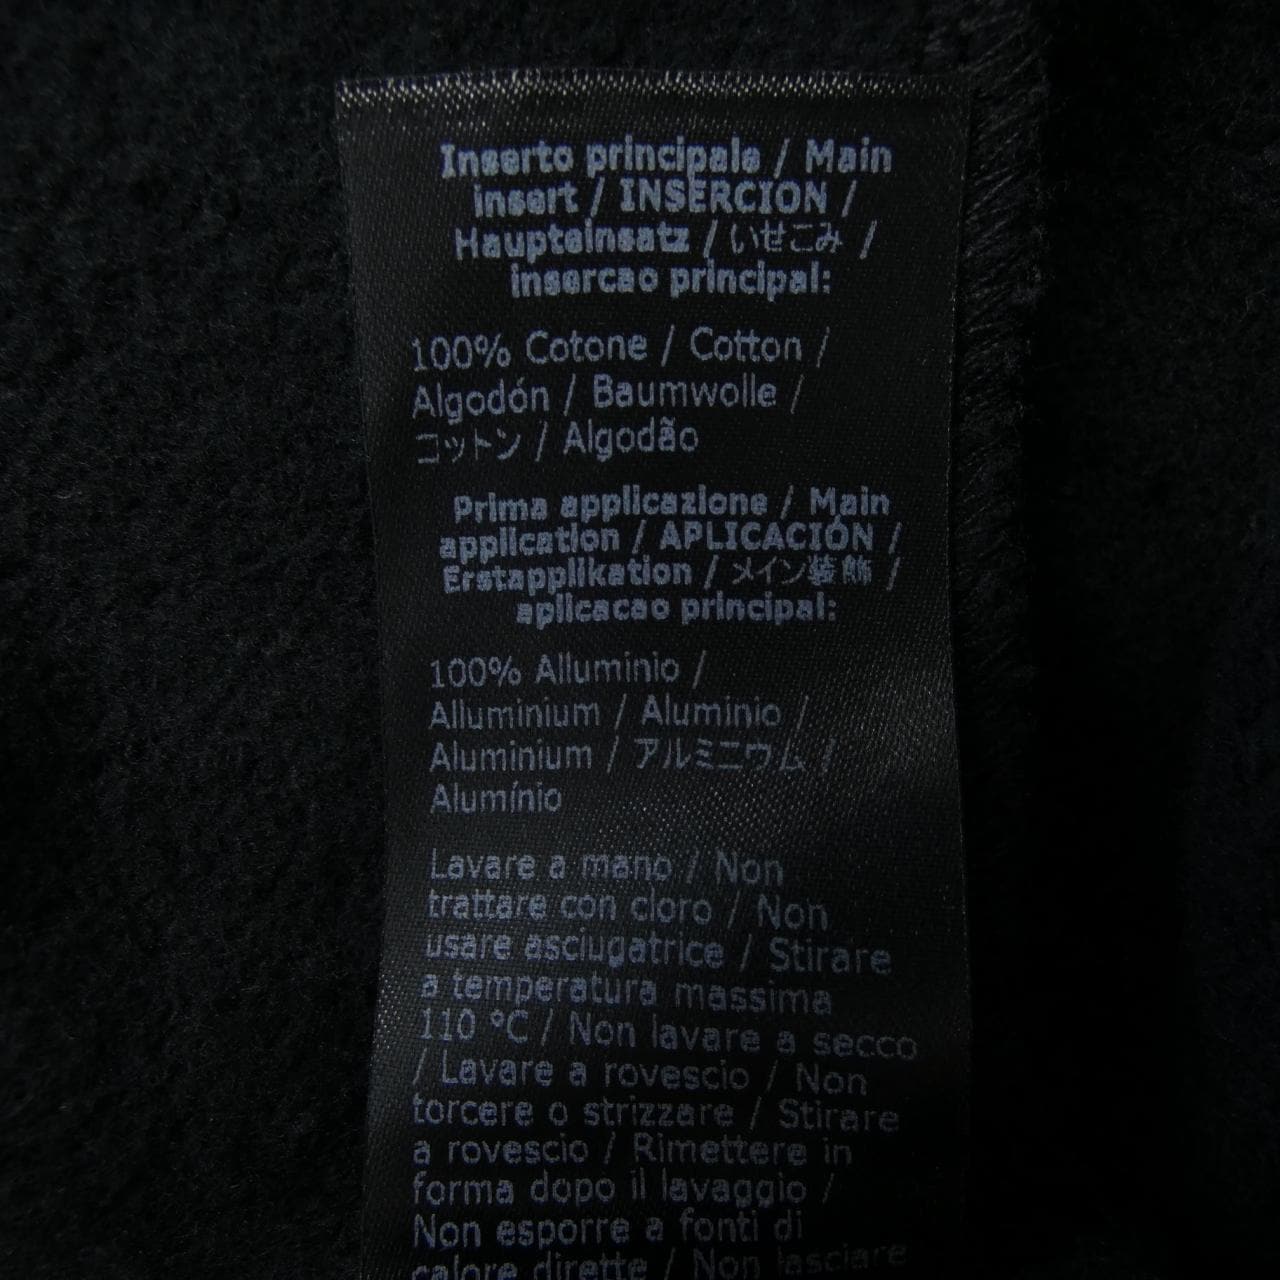 Inserto principale / Main
insert / INSERCION /
Haupteinsatz / いせこみ /
insercao principal:
100% Cotone / Cotton /
Algodón / Baumwolle /
コットン / Algodão
Prima applicazione / Main
application / APLICACIÓN /
Erstapplikation / メイン装飾 /
aplicacao principal:
100% Alluminio /
Alluminium / Aluminio /
Aluminium / アルミニウム /
Alumínio
Lavare a mano / Non
trattare con cloro / Non
usare asciugatrice / Stirare
a temperatura massima
110 °C / Non lavare a secco
/ Lavare a rovescio / Non
torcere o strizzare / Stirare
a rovescio / Rimettere in
forma dopo il lavaggio /
Non esporre a fonti di
calore dirette / Non lasciare